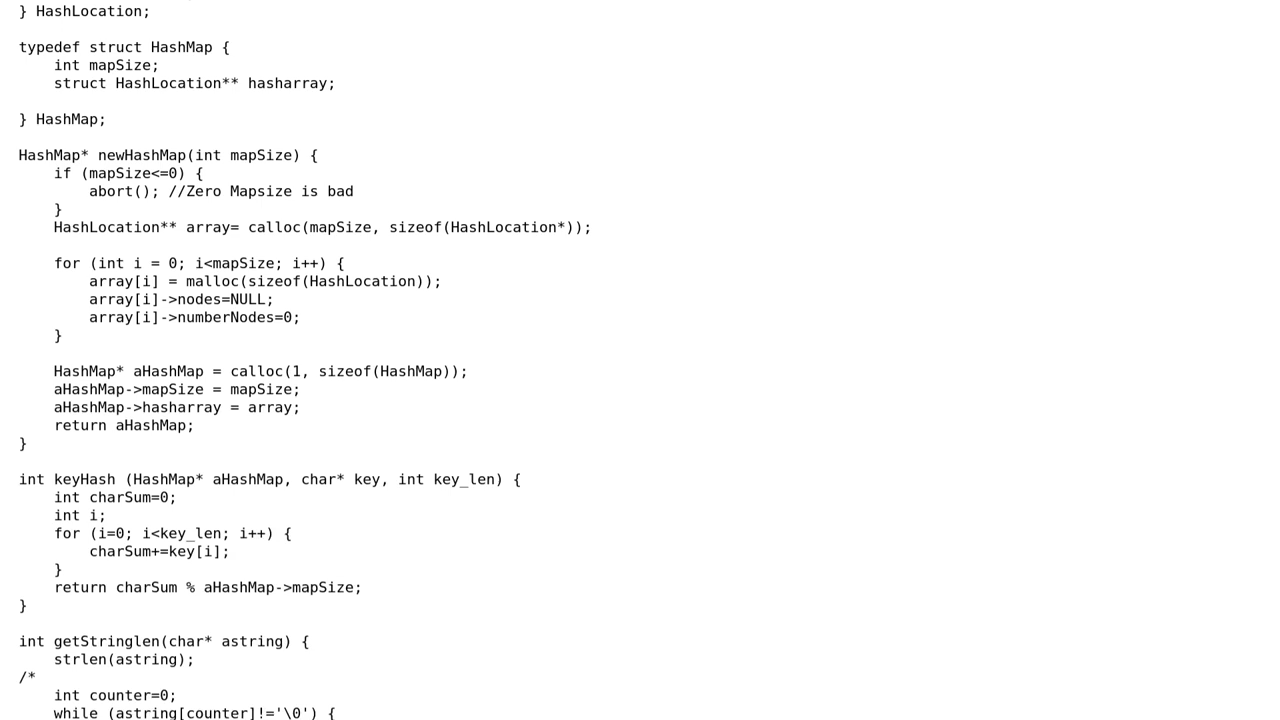 } HashLocation;
typedef struct HashMap {
    int mapSize;
    struct HashLocation** hasharray;
} HashMap;
HashMap* newHashMap(int mapSize) {
    if (mapSize<=0) {
        abort(); //Zero Mapsize is bad
    }
    HashLocation** array= calloc(mapSize, sizeof(HashLocation*));
    for (int i = 0; i<mapSize; i++) {
        array[i] = malloc(sizeof(HashLocation));
        array[i]->nodes=NULL;
        array[i]->numberNodes=0;
    }
    HashMap* aHashMap = calloc(1, sizeof(HashMap));
    aHashMap->mapSize = mapSize;
    aHashMap->hasharray = array;
    return aHashMap;
}
int keyHash (HashMap* aHashMap, char* key, int key_len) {
    int charSum=0;
    int i;
    for (i=0; i<key_len; i++) {
        charSum+=key[i];
    }
    return charSum % aHashMap->mapSize;
}
int getStringlen(char* astring) {
    strlen(astring);
/*
    int counter=0;
    while (astring[counter]!='\0') {